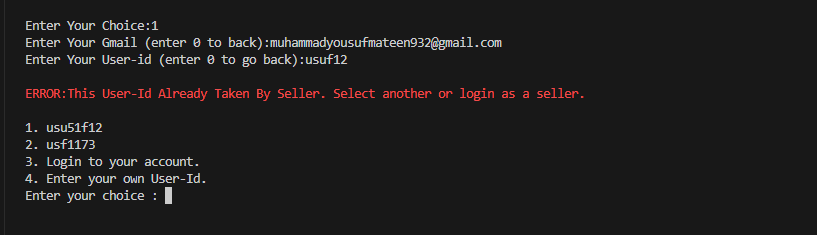 Enter Your Choice:1
Enter Your Gmail (enter 0 to back):muhammadyousufmateen932@gmail.com
Enter Your User-id (enter 0 to go back):usuf12
ERROR:This User-Id Already Taken By Seller. Select another or login as a seller.
1. usu51f12
2. usf1173
3. Login to your account.
4. Enter your own User-Id.
Enter your choice :